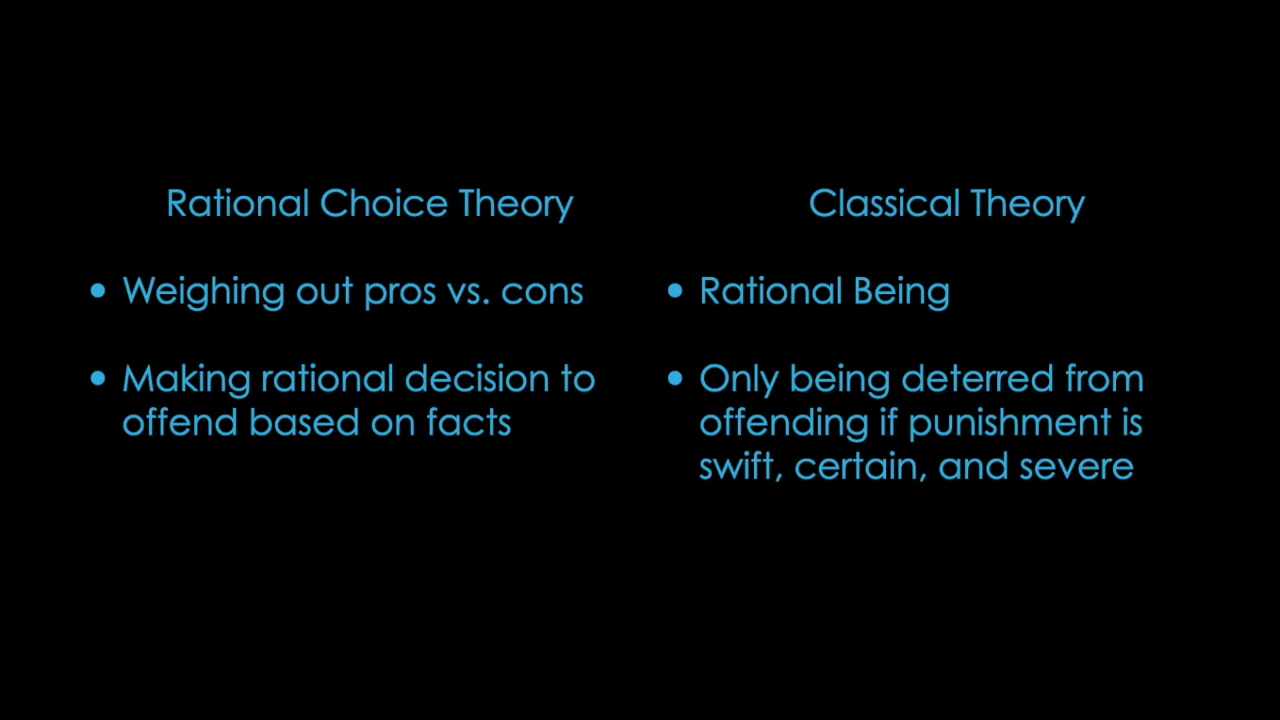 Rational Choice Theory
• Weighing out pros vs. cons
• Making rational decision to
offend based on facts
Classical Theory
• Rational Being
• Only being deterred from
offending if punishment is
swift, certain, and severe